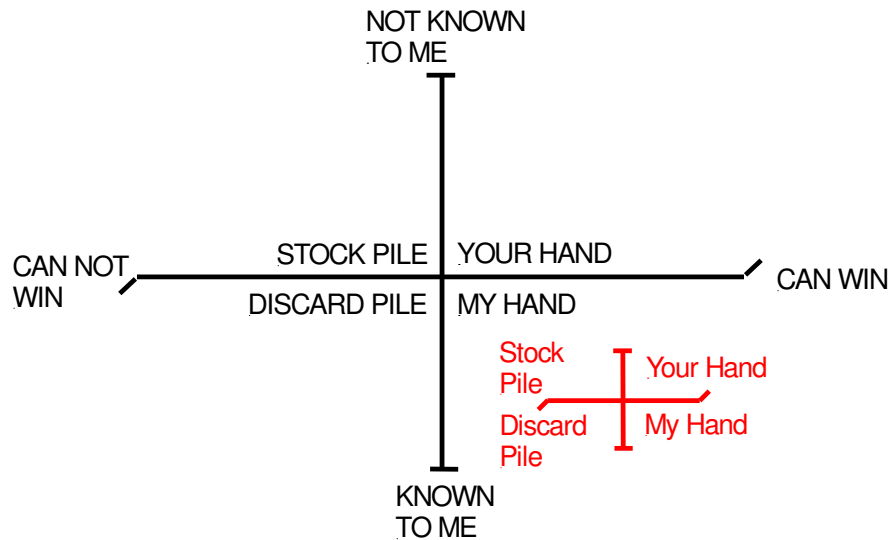 NOT KNOWN
TO ME
STOCK PILE
YOUR HAND
CAN NOT
WIN
CAN WIN
DISCARD PILE
MY HAND
Stock
Pile
Your Hand
Discard
Pile
My Hand
KNOWN
TO ME